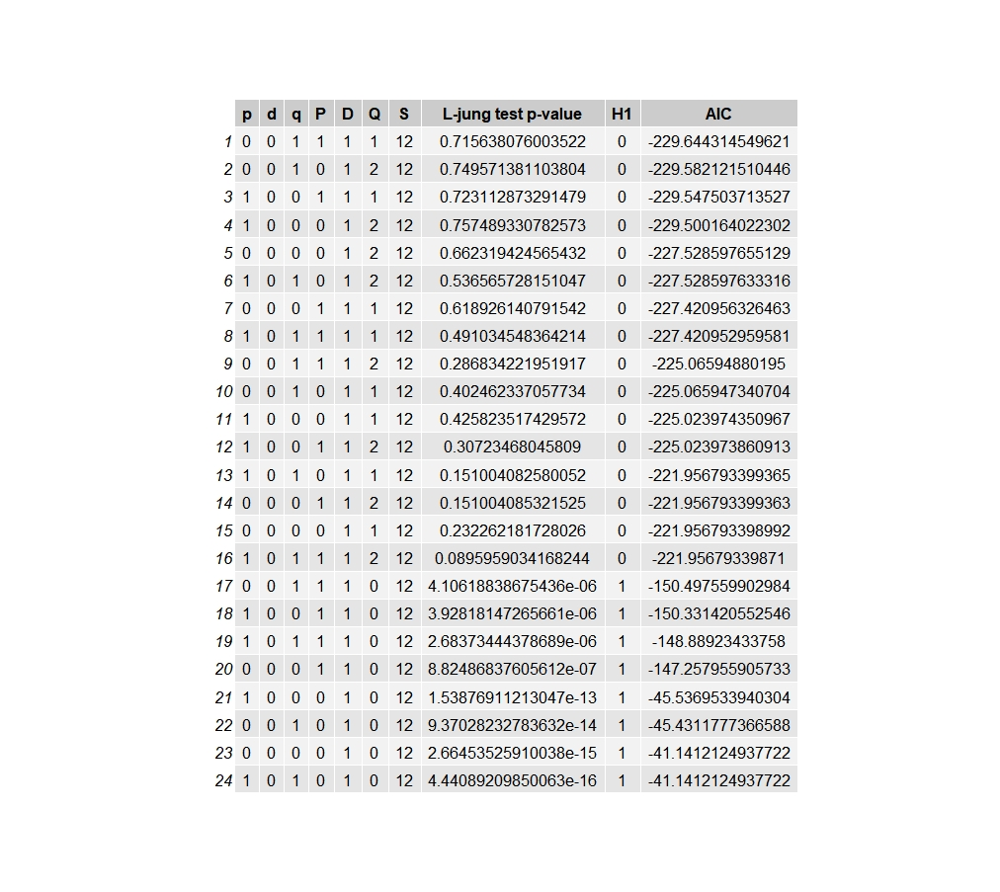 p d q P D Q S L-jung test p-value H1 AIC
1 0 0 1 1 1 1 12 0.715638076003522 0 -229.644314549621
2 0 0 1 0 1 2 12 0.749571381103804 0 -229.582121510446
3 1 0 0 1 1 1 12 0.723112873291479 0 -229.547503713527
4 1 0 0 0 1 2 12 0.757489330782573 0 -229.500164022302
5 0 0 0 0 1 2 12 0.662319424565432 0 -227.528597655129
6 1 0 1 0 1 2 12 0.536565728151047 0 -227.528597633316
7 0 0 0 1 1 1 12 0.618926140791542 0 -227.420956326463
8 1 0 1 1 1 1 12 0.491034548364214 0 -227.420952959581
9 0 0 1 1 1 2 12 0.286834221951917 0 -225.06594880195
10 0 0 1 0 1 1 12 0.402462337057734 0 -225.065947340704
11 1 0 0 0 1 1 12 0.425823517429572 0 -225.023974350967
12 1 0 0 1 1 2 12 0.30723468045809 0 -225.023973860913
13 1 0 1 0 1 1 12 0.151004082580052 0 -221.956793399365
14 0 0 0 1 1 2 12 0.151004085321525 0 -221.956793399363
15 0 0 0 0 1 1 12 0.232262181728026 0 -221.956793398992
16 1 0 1 1 1 2 12 0.0895959034168244 0 -221.95679339871
17 0 0 1 1 1 0 12 4.10618838675436e-06 1 -150.497559902984
18 1 0 0 1 1 0 12 3.92818147265661e-06 1 -150.331420552546
19 1 0 1 1 1 0 12 2.68373444378689e-06 1 -148.88923433758
20 0 0 0 1 1 0 12 8.82486837605612e-07 1 -147.257955905733
21 1 0 0 0 1 0 12 1.53876911213047e-13 1 -45.5369533940304
22 0 0 1 0 1 0 12 9.37028232783632e-14 1 -45.4311777366588
23 0 0 0 0 1 0 12 2.66453525910038e-15 1 -41.1412124937722
24 1 0 1 0 1 0 12 4.44089209850063e-16 1 -41.1412124937722